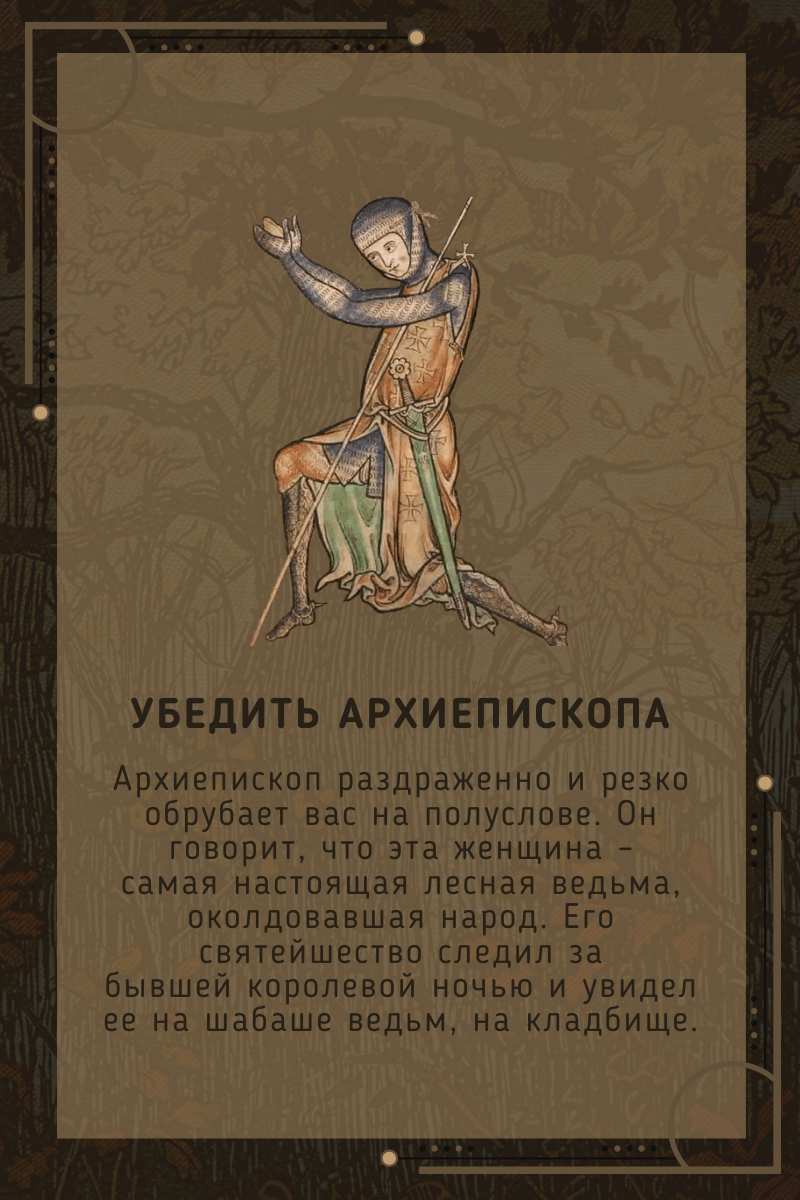 УБЕДИТЬ АРХИЕПИСКОПА
Архиепископ раздраженно и резко
обрубает вас на полуслове. Он
говорит, что эта женщина –
самая настоящая лесная ведьма,
околдовавшая народ. Его
святейшество следил за
бывшей королевой ночью и увидел
ее на шабаше ведьм, на кладбище.